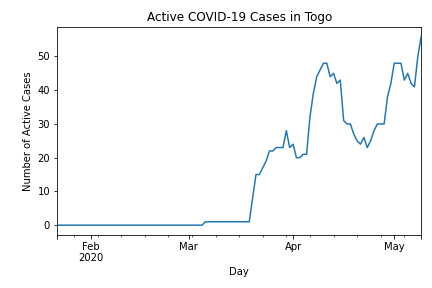 Active COVID-19 Cases in Togo
Number of Active Cases
50
40
30
20
10
0
Feb
2020
Mar
Apr
May
Day